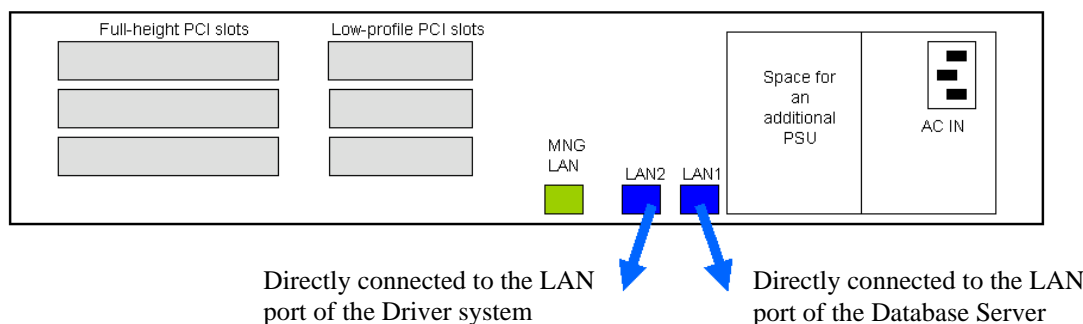 Full-height PCI slots
Low-profile PCI slots
Space for
an
additional
PSU
AC IN
MNG
LAN
LAN2
LAN1
Directly connected to the LAN
port of the Driver system
Directly connected to the LAN
port of the Database Server